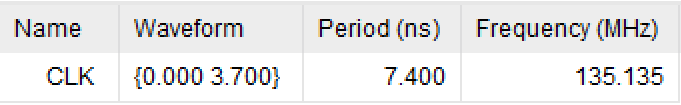 Name Waveform Period (ns) Frequency (MHz)
CLK {0.000 3.700} 7.400 135.135